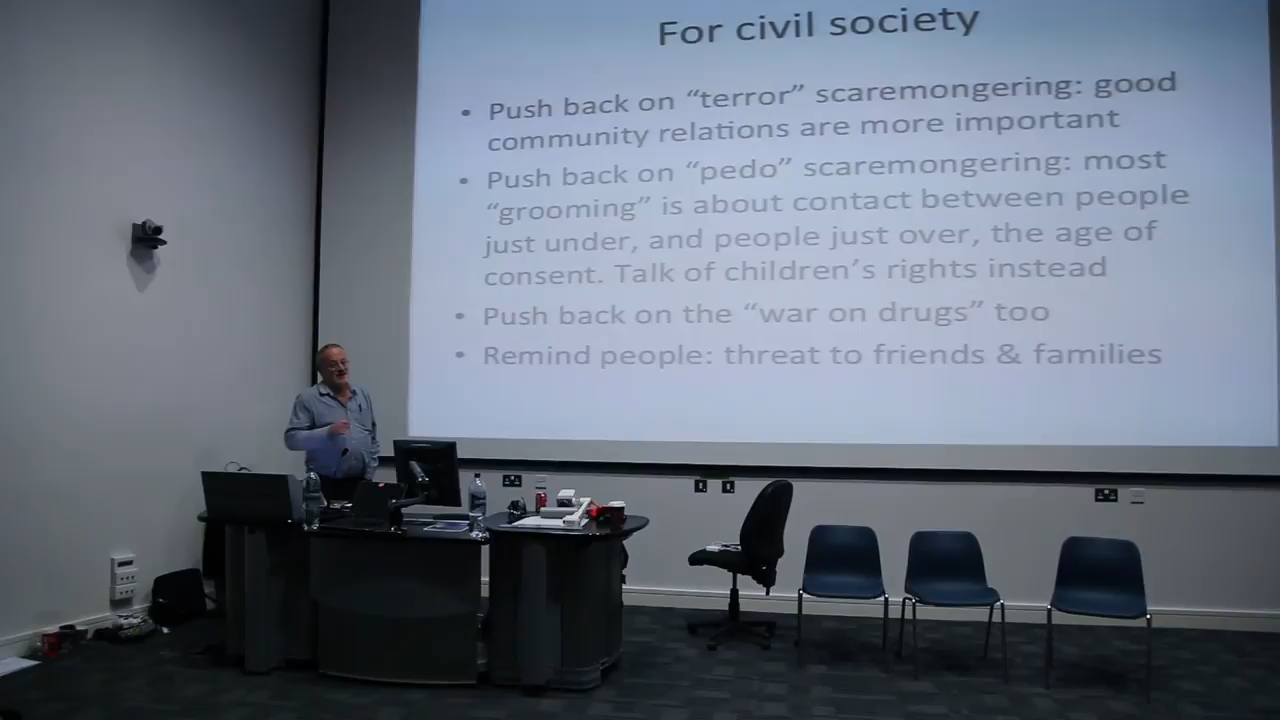 For civil society
• Push back on “terror” scaremongering: good
community relations are more important
• Push back on “pedo” scaremongering: most
“grooming” is about contact between people
just under, and people just over, the age of
consent. Talk of children’s rights instead
• Push back on the “war on drugs” too
• Remind people: threat to friends & families